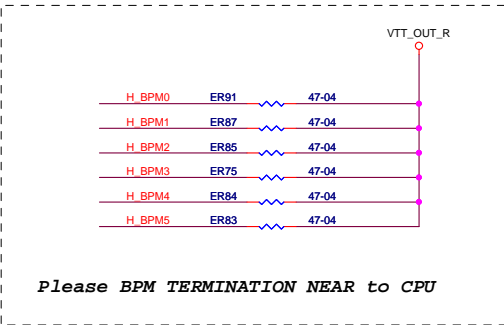 VTT_OUT_R
H_BPM0 ER91 47-04
H_BPM1 ER87 47-04
H_BPM2 ER85 47-04
H_BPM3 ER75 47-04
H_BPM4 ER84 47-04
H_BPM5 ER83 47-04
Please BPM TERMINATION NEAR to CPU